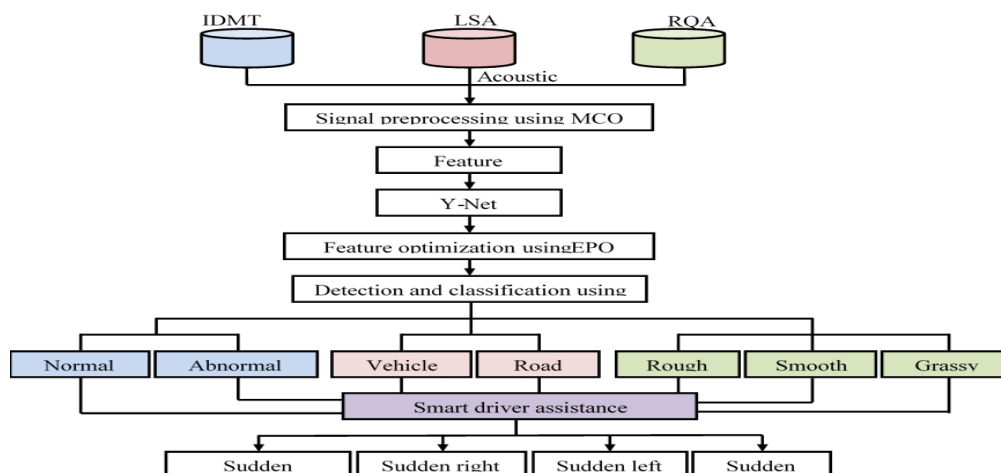 IDMT
LSA
RQA
Acoustic
Signal preprocessing using MCO
Feature
Y-Net
Feature optimization usingEPO
Detection and classification using
Normal
Abnormal
Vehicle
Road
Rough
Smooth
Grassy
Smart driver assistance
Sudden
Sudden right
Sudden left
Sudden